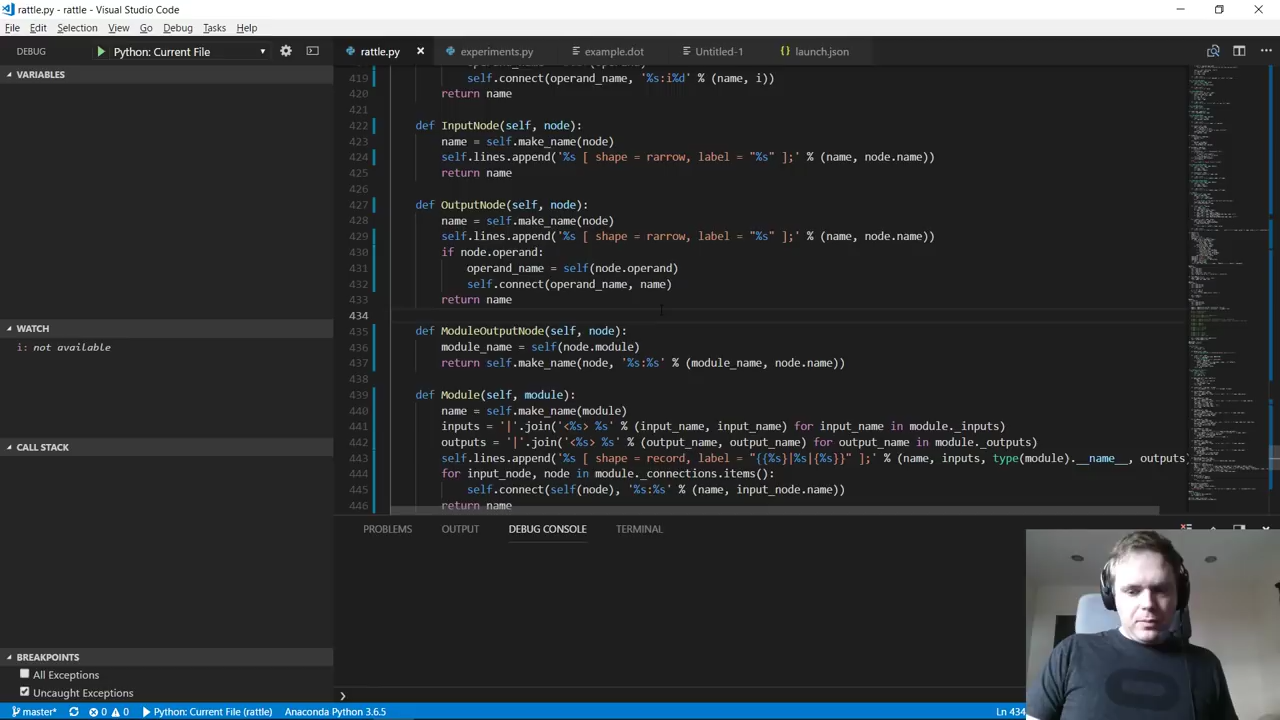 rattle.py - rattle - Visual Studio Code
File Edit Selection View Go Debug Tasks Help
DEBUG Python: Current File
rattle.py experiments.py example.dot Untitled-1 {} launch.json
VARIABLES
419 self.connect(operand_name, '%s:i%d' % (name, i))
420 return name
421
422 def InputNode(self, node):
423 name = self.make_name(node)
424 self.lines.append('%s [ shape = rarrow, label = "%s" ];' % (name, node.name))
425 return name
426
427 def OutputNode(self, node):
428 name = self.make_name(node)
429 self.lines.append('%s [ shape = rarrow, label = "%s" ];' % (name, node.name))
430 if node.operand:
431 operand_name = self(node.operand)
432 self.connect(operand_name, name)
433 return name
434
435 def ModuleOutputNode(self, node):
436 module_name = self(node.module)
437 return self.make_name(node, '%s:%s' % (module_name, node.name))
438
439 def Module(self, module):
440 name = self.make_name(module)
441 inputs = '|'.join('<%s> %s' % (input_name, input_name) for input_name in module._inputs)
442 outputs = '|'.join('<%s> %s' % (output_name, output_name) for output_name in module._outputs)
443 self.lines.append('%s [ shape = record, label = "{{%s}|%s|{%s}}" ];' % (name, inputs, type(module).__name__, outputs)
444 for input_node, node in module._connections.items():
445 self.connect(self(node), '%s:%s' % (name, input_node.name))
446 return name
WATCH
i: not available
CALL STACK
BREAKPOINTS
All Exceptions
Uncaught Exceptions
PROBLEMS OUTPUT DEBUG CONSOLE TERMINAL
master* 0 0 Python: Current File (rattle) Anaconda Python 3.6.5 Ln 434